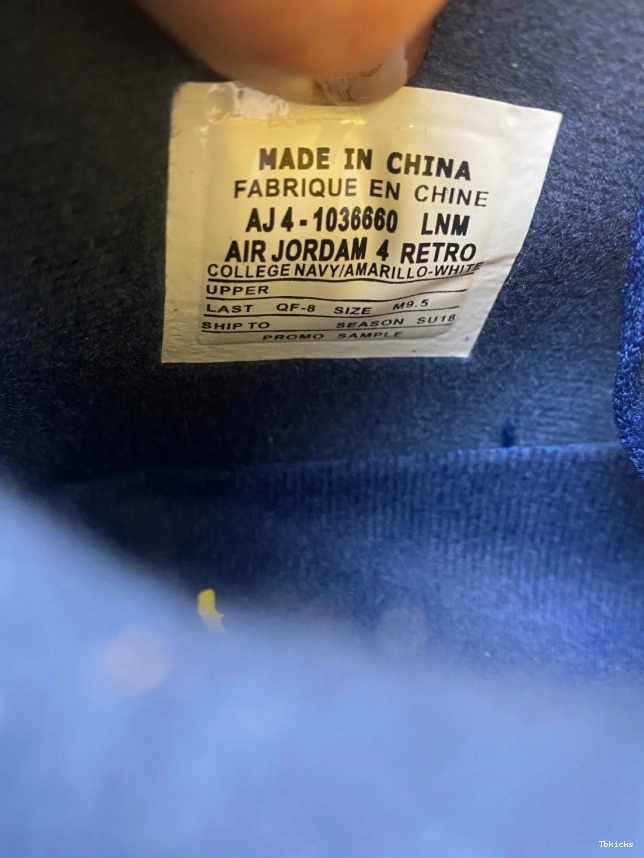 MADE IN CHINA
FABRIQUE EN CHINE
AJ 4 - 1036660 LNM
AIR JORDAM 4 RETRO
COLLEGE NAVY/AMARILLO-WHITE
UPPER
LAST QF-8 SIZE M9.5
SHIP TO SEASON SU18
PROMO SAMPLE
Tbkicks